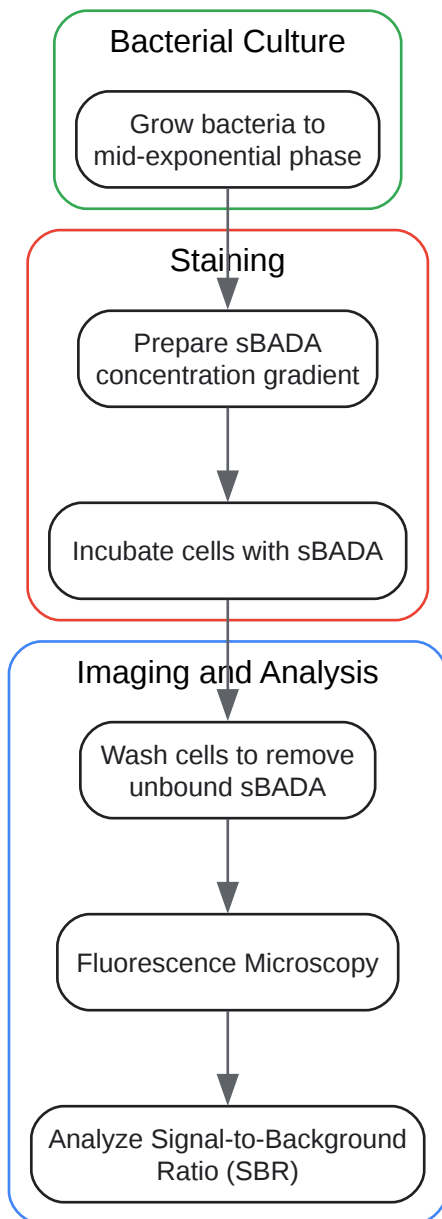 Bacterial Culture
Grow bacteria to
mid-exponential phase
Staining
Prepare sBADA
concentration gradient
Incubate cells with sBADA
Imaging and Analysis
Wash cells to remove
unbound sBADA
Fluorescence Microscopy
Analyze Signal-to-Background
Ratio (SBR)